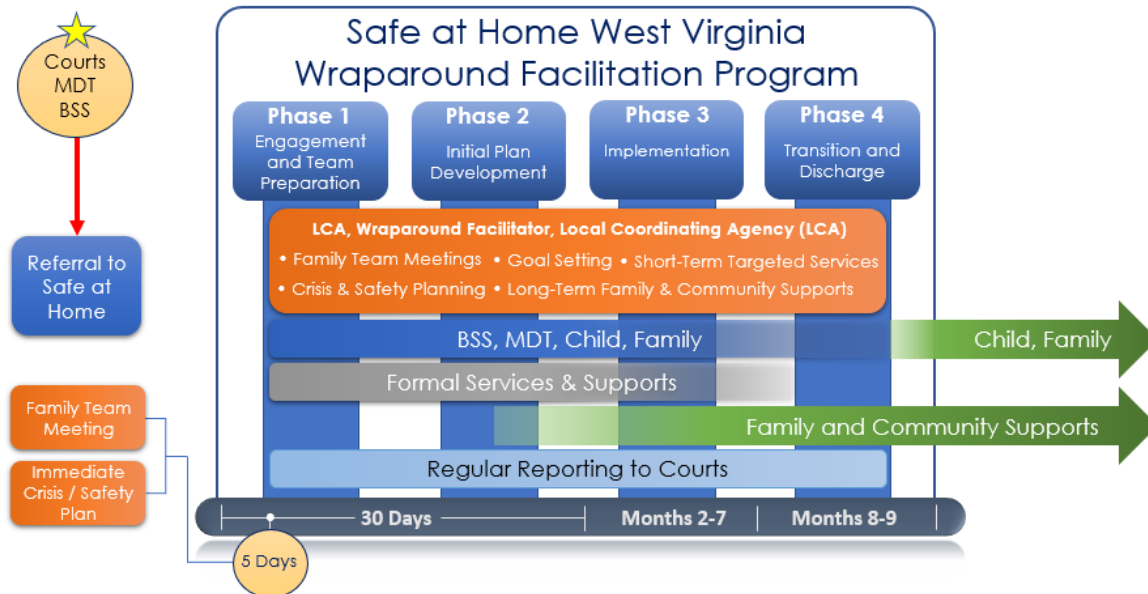 Courts
MDT
BSS
Referral to
Safe at
Home
Family Team
Meeting
Immediate
Crisis / Safety
Plan
5 Days
Safe at Home West Virginia
Wraparound Facilitation Program
Phase 1
Engagement
and Team
Preparation
Phase 2
Initial Plan
Development
Phase 3
Implementation
Phase 4
Transition and
Discharge
LCA, Wraparound Facilitator, Local Coordinating Agency (LCA)
• Family Team Meetings • Goal Setting • Short-Term Targeted Services
• Crisis & Safety Planning • Long-Term Family & Community Supports
BSS, MDT, Child, Family
Child, Family
Formal Services & Supports
Family and Community Supports
Regular Reporting to Courts
30 Days
Months 2-7
Months 8-9